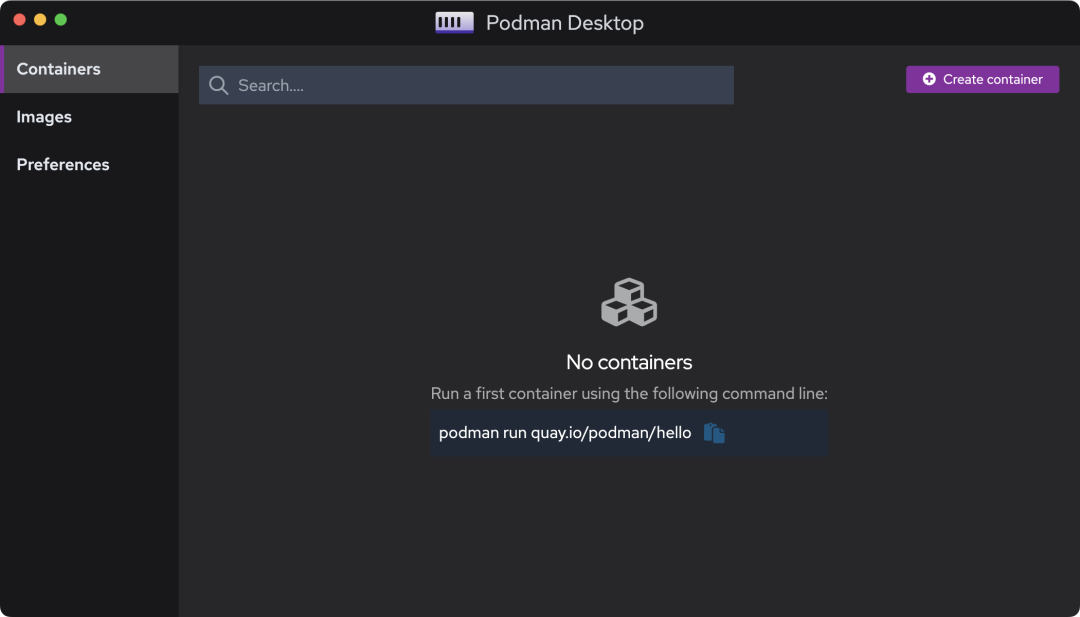 Podman Desktop
Containers
Images
Preferences
Search....
Create container
No containers
Run a first container using the following command line:
podman run quay.io/podman/hello